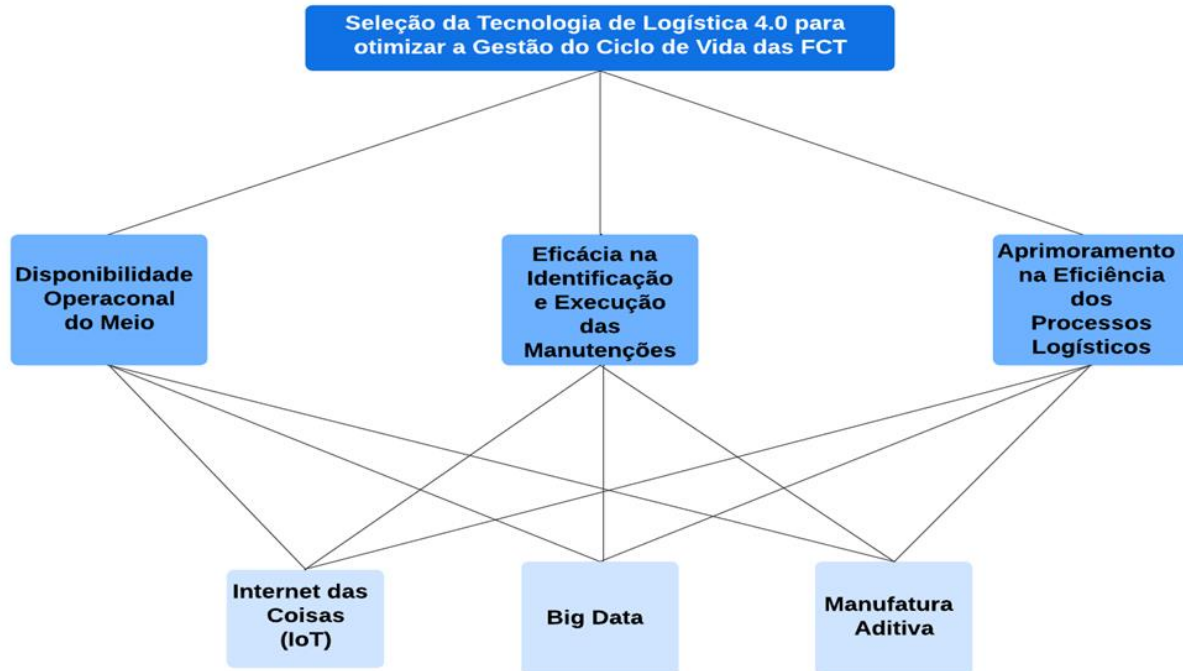 Seleção da Tecnologia de Logística 4.0 para
otimizar a Gestão do Ciclo de Vida das FCT
Disponibilidade
Operaconal
do Meio
Eficácia na
Identificação
e Execução
das
Manutenções
Aprimoramento
na Eficiência
dos
Processos
Logísticos
Internet das
Coisas
(IoT)
Big Data
Manufatura
Aditiva